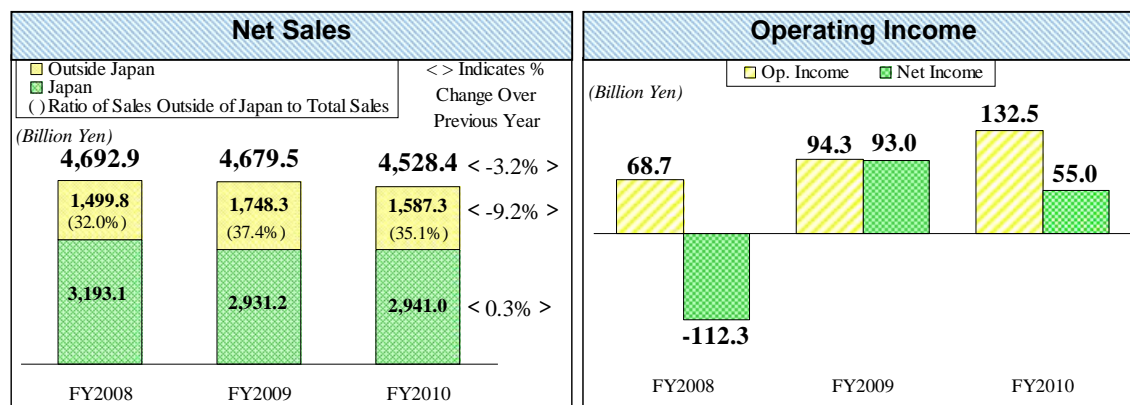 Net Sales
Outside Japan
Japan
( ) Ratio of Sales Outside of Japan to Total Sales
< > Indicates %
Change Over
Previous Year
(Billion Yen)
4,692.9
4,679.5
4,528.4
< -3.2% >
1,499.8
(32.0%)
1,748.3
(37.4%)
1,587.3
(35.1%)
< -9.2% >
3,193.1
2,931.2
2,941.0
< 0.3% >
FY2008
FY2009
FY2010
Operating Income
Op. Income
Net Income
(Billion Yen)
68.7
-112.3
94.3
93.0
132.5
55.0
FY2008
FY2009
FY2010